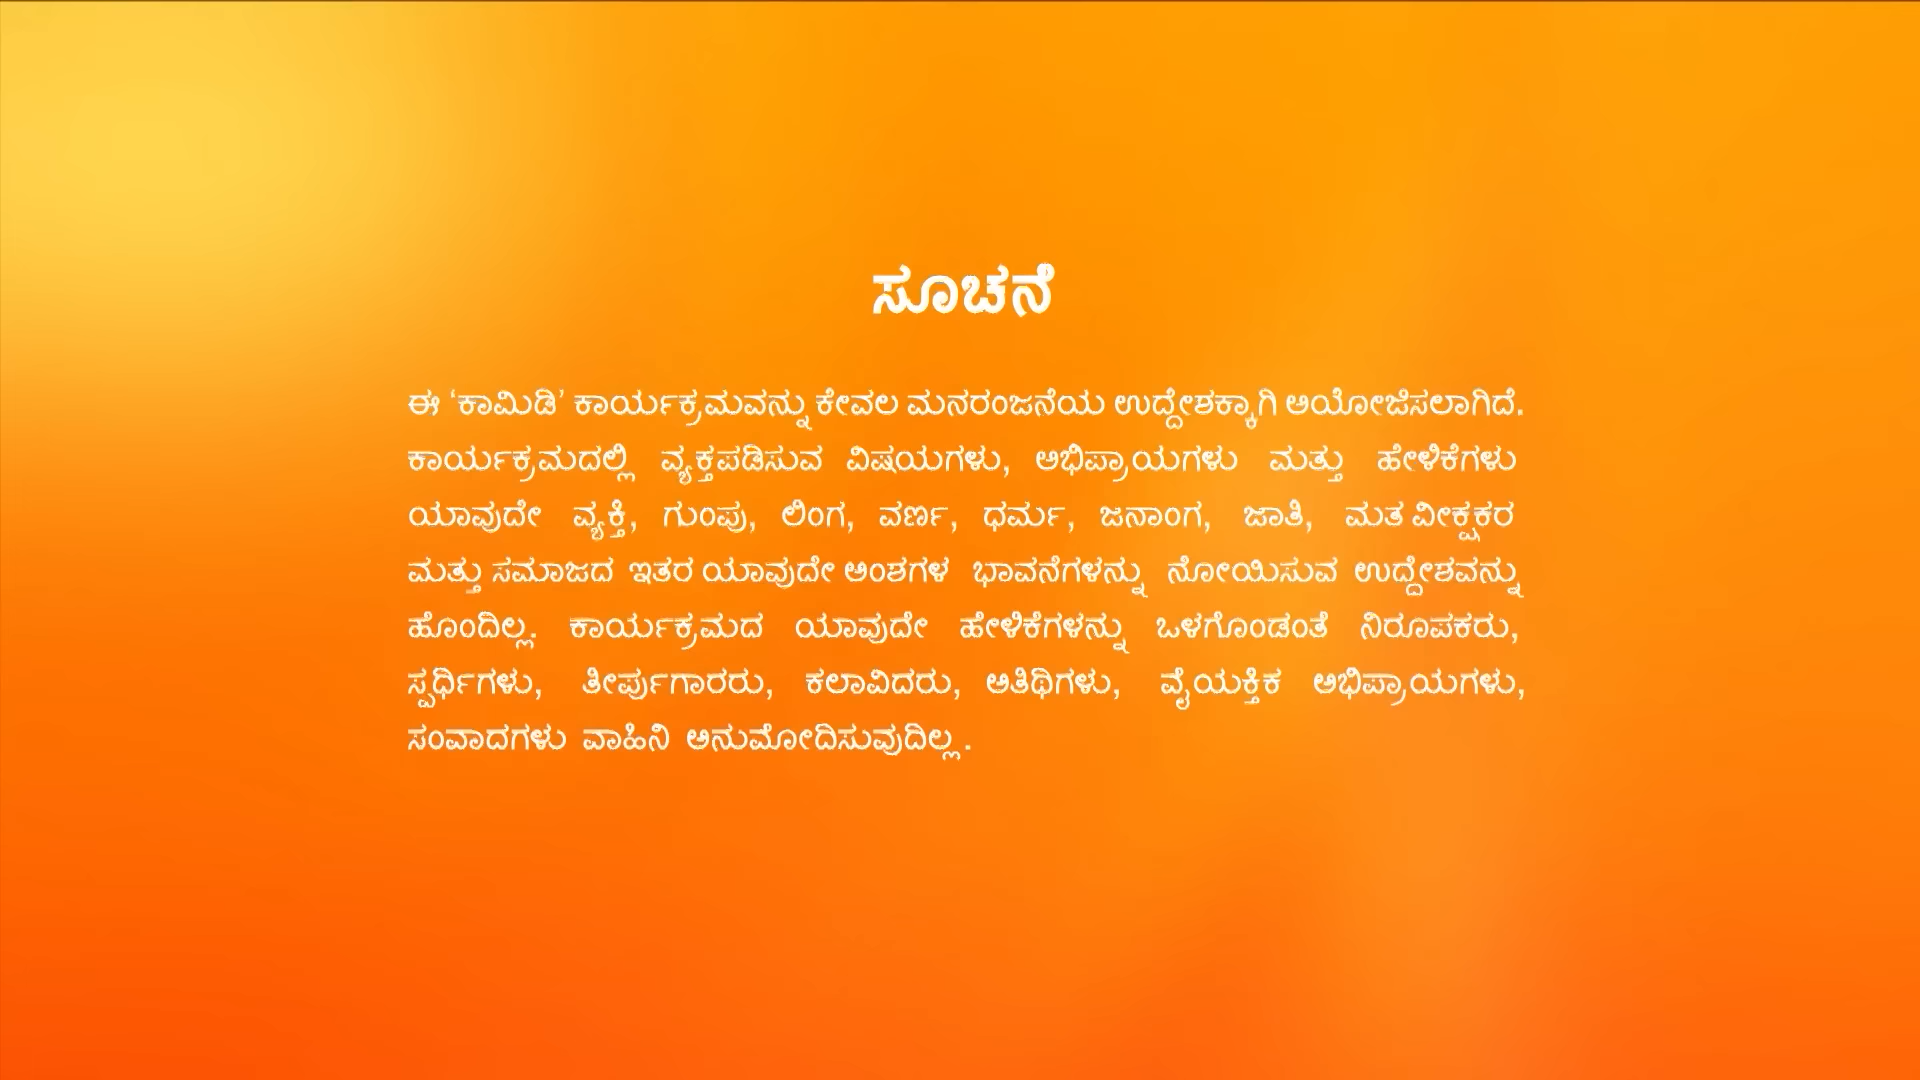 ಸೂಚನೆ
ಈ ‘ಕಾಮಿಡಿ’ ಕಾರ್ಯಕ್ರಮವನ್ನು ಕೇವಲ ಮನರಂಜನೆಯ ಉದ್ದೇಶಕ್ಕಾಗಿ ಅಯೋಜಿಸಲಾಗಿದೆ.
ಕಾರ್ಯಕ್ರಮದಲ್ಲಿ ವ್ಯಕ್ತಪಡಿಸುವ ವಿಷಯಗಳು, ಅಭಿಪ್ರಾಯಗಳು ಮತ್ತು ಹೇಳಿಕೆಗಳು
ಯಾವುದೇ ವ್ಯಕ್ತಿ, ಗುಂಪು, ಲಿಂಗ, ವರ್ಣ, ಧರ್ಮ, ಜನಾಂಗ, ಜಾತಿ, ಮತ ವೀಕ್ಷಕರ
ಮತ್ತು ಸಮಾಜದ ಇತರ ಯಾವುದೇ ಅಂಶಗಳ ಭಾವನೆಗಳನ್ನು ನೋಯಿಸುವ ಉದ್ದೇಶವನ್ನು
ಹೊಂದಿಲ್ಲ. ಕಾರ್ಯಕ್ರಮದ ಯಾವುದೇ ಹೇಳಿಕೆಗಳನ್ನು ಒಳಗೊಂಡಂತೆ ನಿರೂಪಕರು,
ಸ್ಪರ್ಧಿಗಳು, ತೀರ್ಪುಗಾರರು, ಕಲಾವಿದರು, ಅತಿಥಿಗಳು, ವೈಯಕ್ತಿಕ ಅಭಿಪ್ರಾಯಗಳು,
ಸಂವಾದಗಳು ವಾಹಿನಿ ಅನುಮೋದಿಸುವುದಿಲ್ಲ.